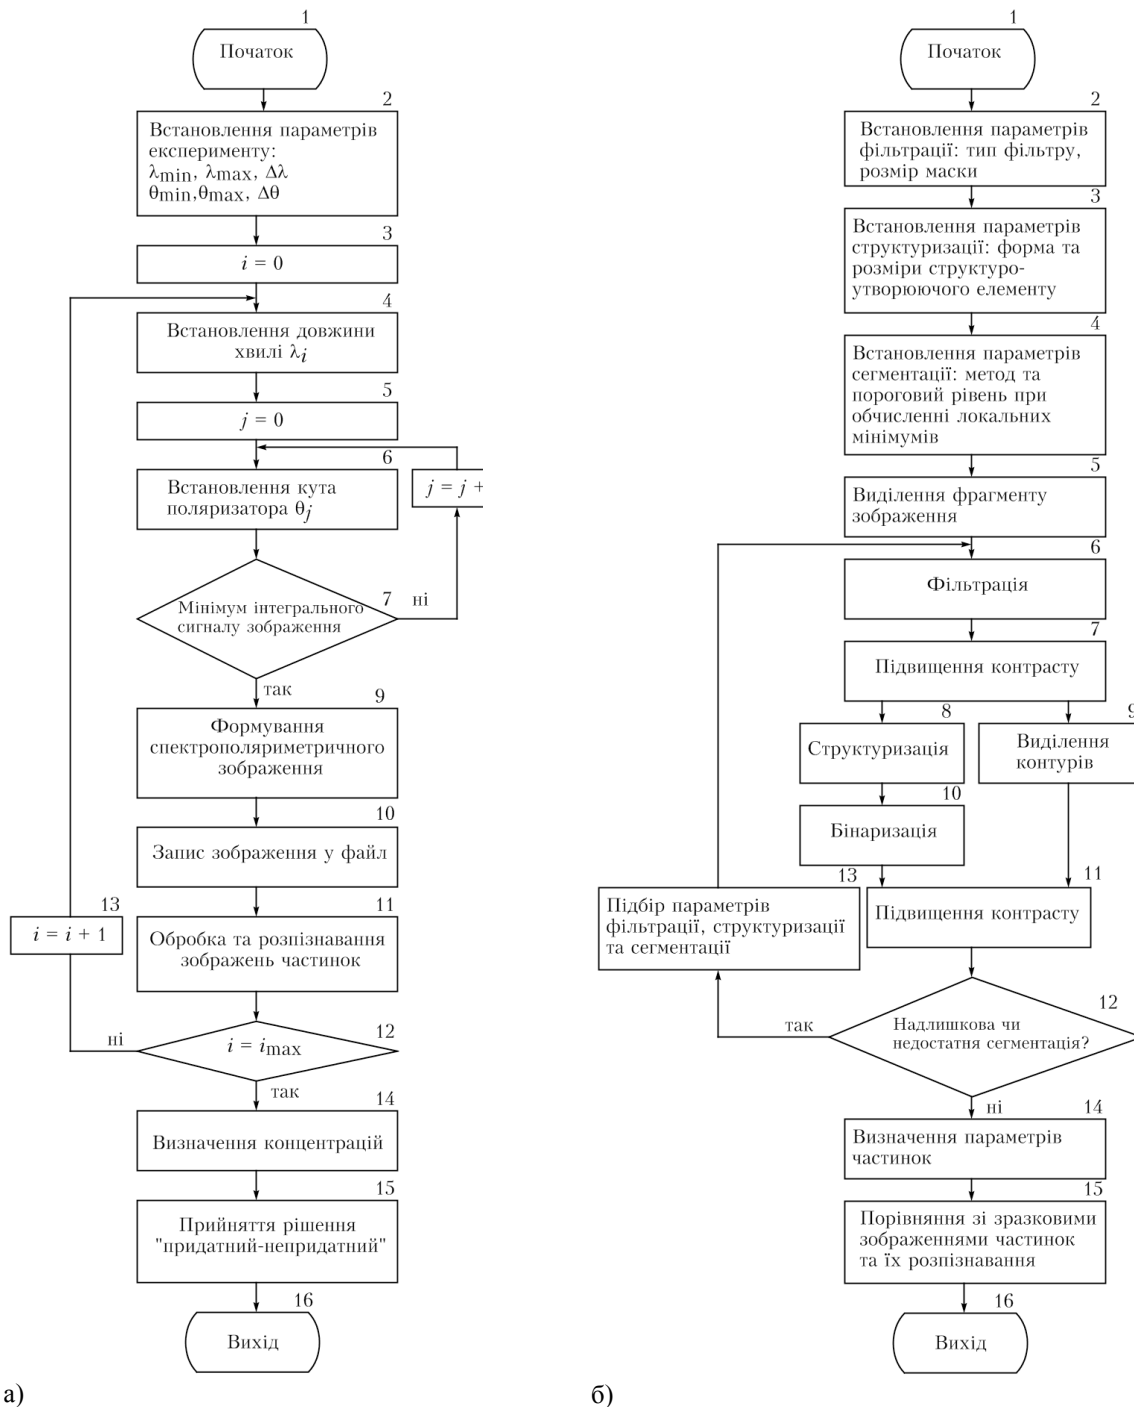 1
Початок
2
Встановлення параметрів
експерименту:
λmin, λmax, Δλ
θmin,θmax, Δθ
3
i = 0
4
Встановлення довжини
хвилі λi
5
j = 0
6
Встановлення кута
поляризатора θj
j = j +
7
ні
Мінімум інтегрального
сигналу зображення
так
9
Формування
спектрополяриметричного
зображення
10
Запис зображення у файл
11
Обробка та розпізнавання
зображень частинок
13
i = i + 1
12
ні
i = imax
так
14
Визначення концентрацій
15
Прийняття рішення
"придатний-непридатний"
16
Вихід
а)
1
Початок
2
Встановлення параметрів
фільтрації: тип фільтру,
розмір маски
3
Встановлення параметрів
структуризації: форма та
розміри структуро-
утворюючого елементу
4
Встановлення параметрів
сегментації: метод та
пороговий рівень при
обчисленні локальних
мінімумів
5
Виділення фрагменту
зображення
6
Фільтрація
7
Підвищення контрасту
8
Структуризація
9
Виділення
контурів
10
Бінаризація
13
Підбір параметрів
фільтрації, структуризації
та сегментації
11
Підвищення контрасту
12
так
Надлишкова чи
недостатня сегментація?
ні
14
Визначення параметрів
частинок
15
Порівняння зі зразковими
зображеннями частинок
та їх розпізнавання
16
Вихід
б)